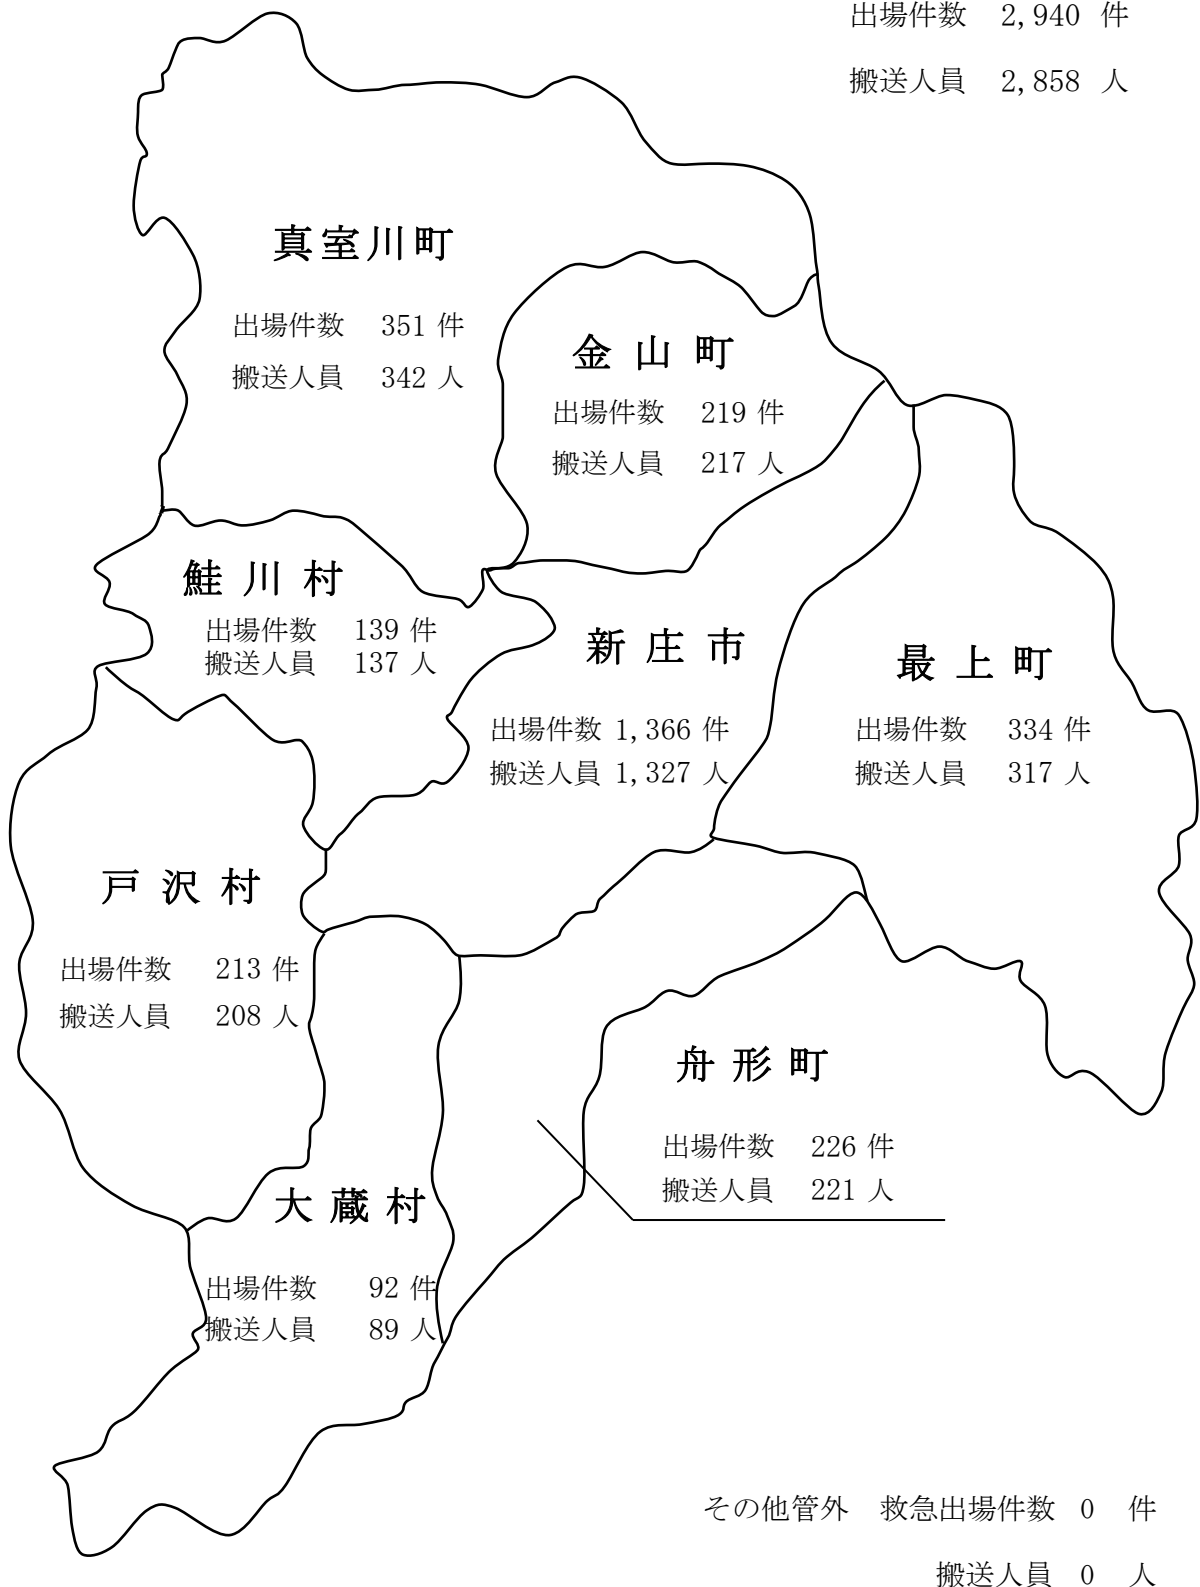 出場件数 2,940 件
搬送人員 2,858 人
真室川町
出場件数 351 件
搬送人員 342 人
金山町
出場件数 219 件
搬送人員 217 人
鮭川村
出場件数 139 件
搬送人員 137 人
新庄市
出場件数 1,366 件
搬送人員 1,327 人
最上町
出場件数 334 件
搬送人員 317 人
戸沢村
出場件数 213 件
搬送人員 208 人
舟形町
出場件数 226 件
搬送人員 221 人
大蔵村
出場件数 92 件
搬送人員 89 人
その他管外 救急出場件数 0 件
搬送人員 0 人